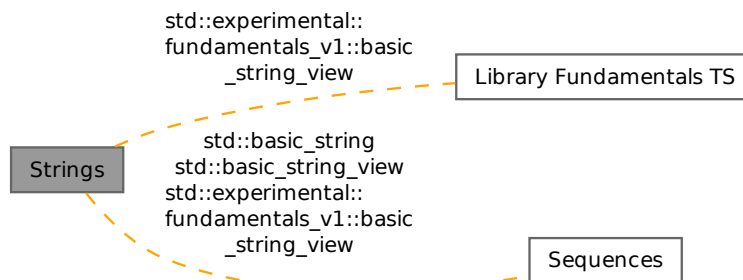 std::experimental::
fundamentals_v1::basic
_string_view
Library Fundamentals TS
Strings
std::basic_string
std::basic_string_view
std::experimental::
fundamentals_v1::basic
_string_view
Sequences